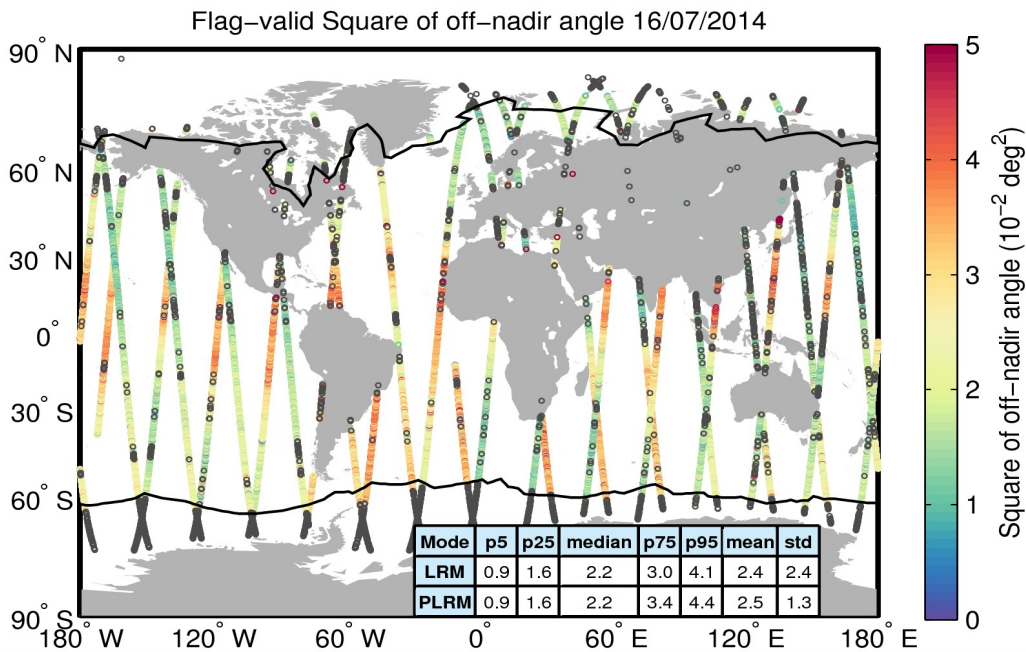 Flag−valid Square of off−nadir angle 16/07/2014
90° N
60° N
30° N
0°
30° S
60° S
90° S
180° W
120° W
60° W
0°
60° E
120° E
180° E
Mode p5 p25 median p75 p95 mean std
LRM 0.9 1.6 2.2 3.0 4.1 2.4 2.4
PLRM 0.9 1.6 2.2 3.4 4.4 2.5 1.3
5
4
3
2
1
0
Square of off−nadir angle (10⁻² deg²)